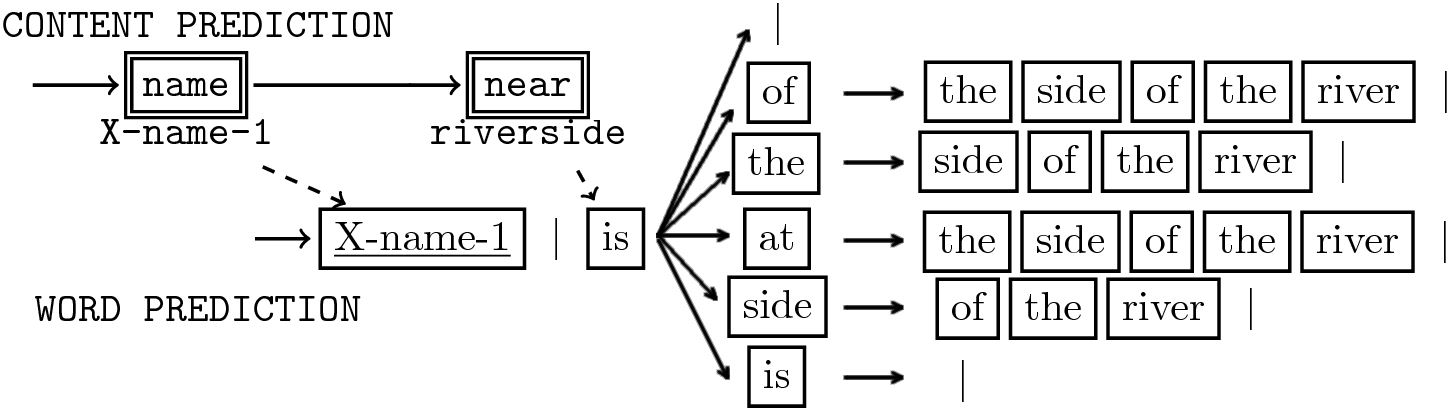 CONTENT PREDICTION
|
name near
of the side of the river |
X-name-1 riverside
the side of the river |
X-name-1 | is at the side of the river |
WORD PREDICTION
side of the river |
is |